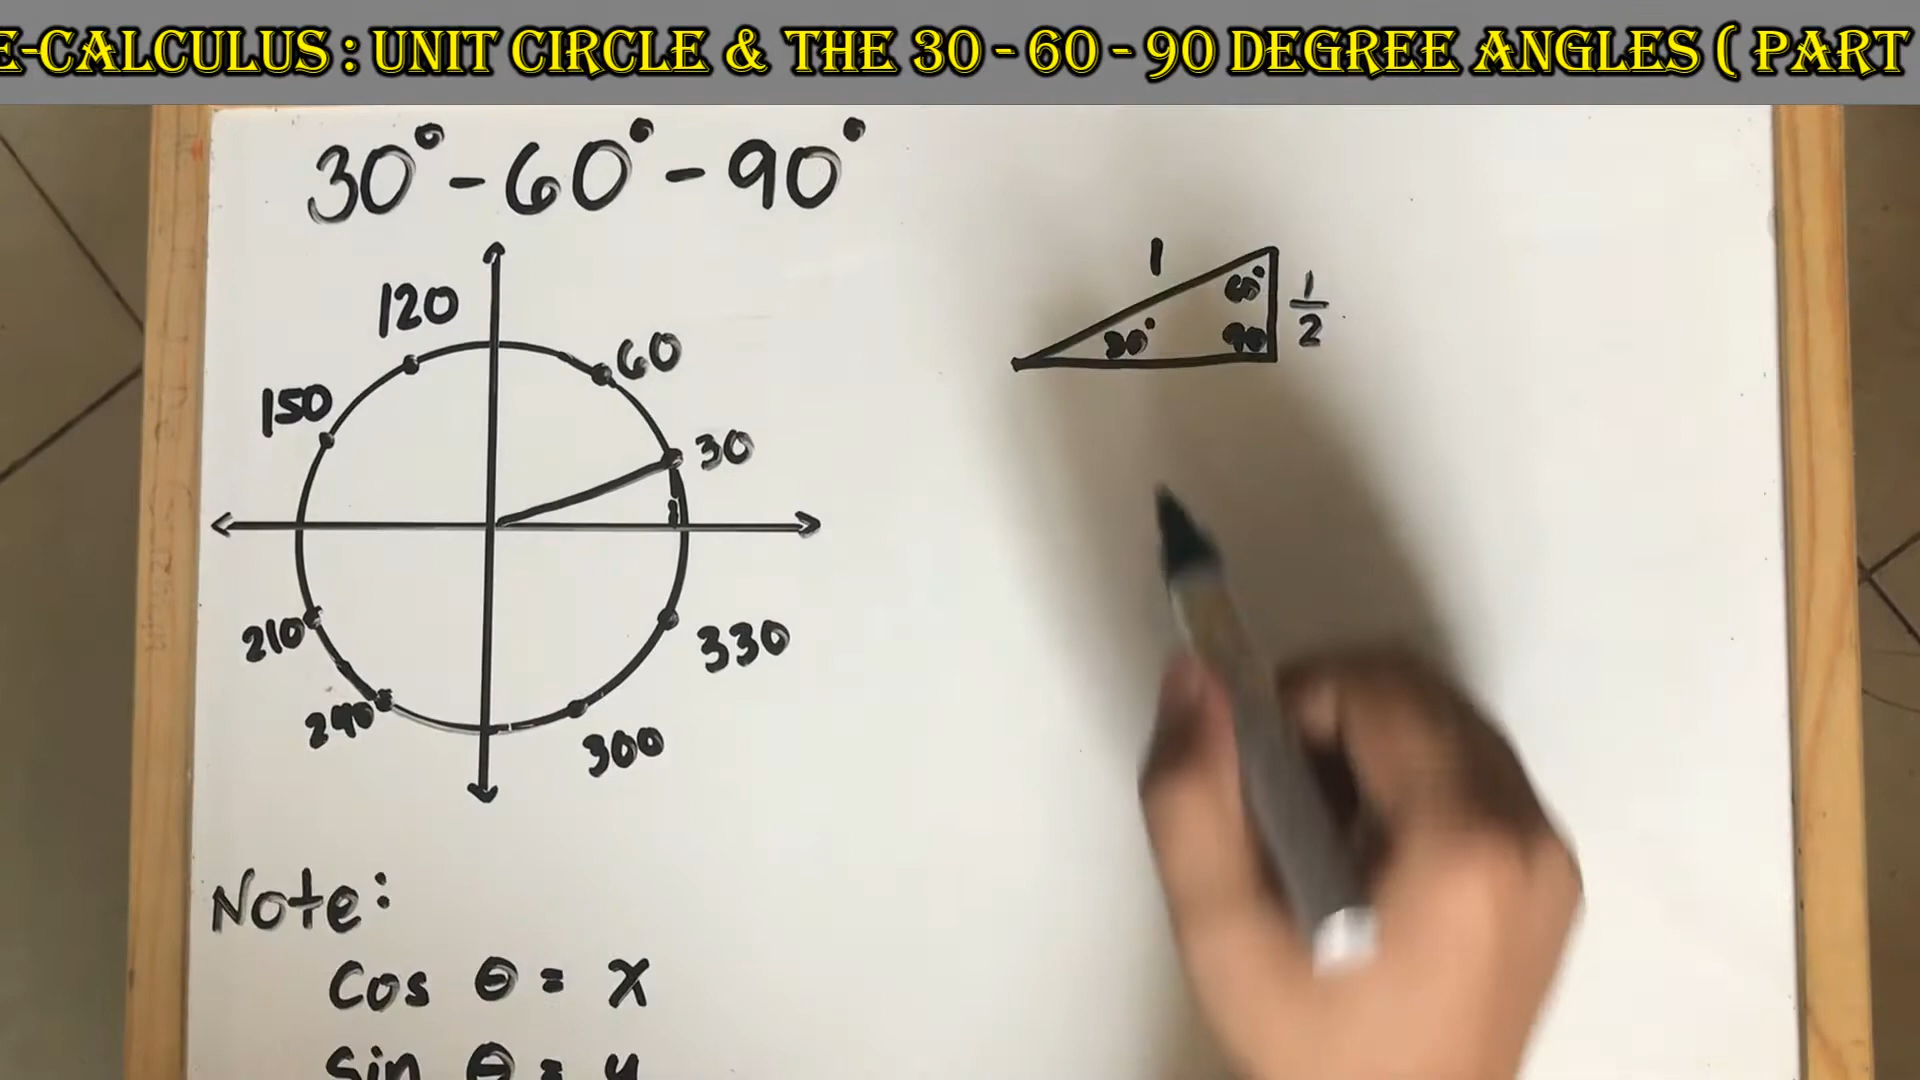 E-CALCULUS : UNIT CIRCLE & THE 30 - 60 - 90 DEGREE ANGLES ( PART
30° - 60° - 90°
120
60
150
30
210
330
240
300
1
60°
1/2
30°
90
Note:
Cos θ = x
Sin θ = y